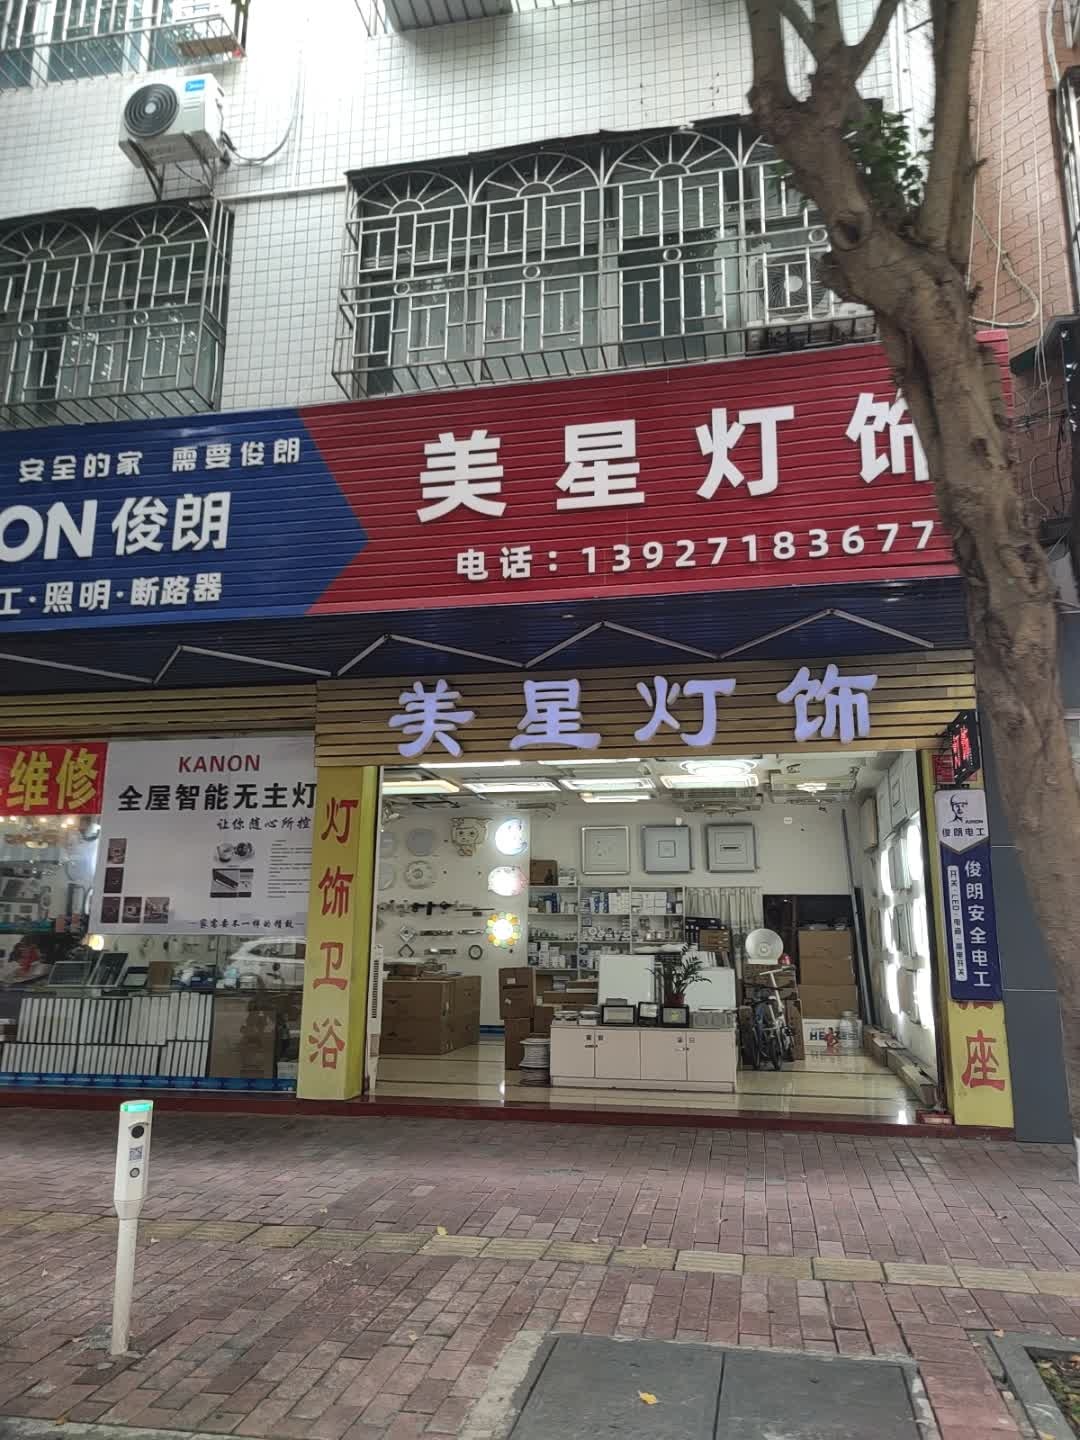 安全的家 需要俊朗
ON俊朗
工·照明·断路器
美星灯饰
电话：13927183677
美星灯饰
维修
KANON
全屋智能无主灯
让你随心所控
灯饰卫浴
KANON
俊朗电工
俊朗安全电工
座